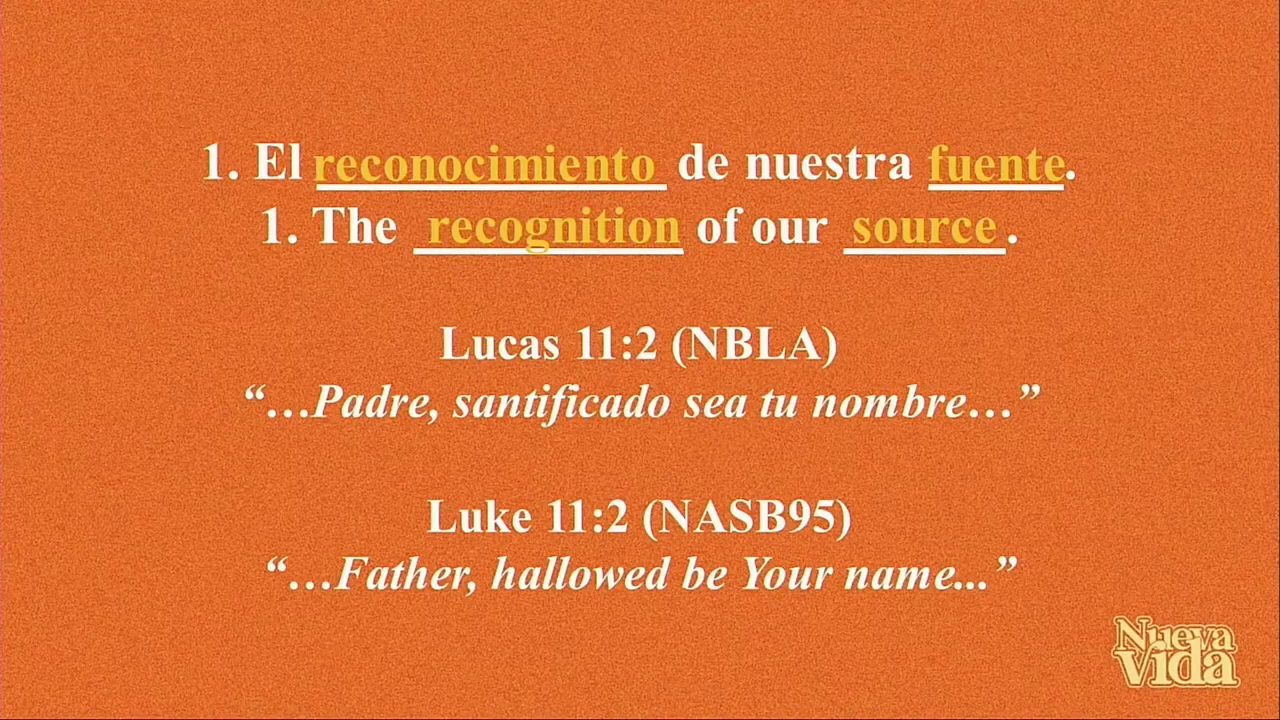 1. El reconocimiento de nuestra fuente.
1. The recognition of our source.
Lucas 11:2 (NBLA)
“…Padre, santificado sea tu nombre…”
Luke 11:2 (NASB95)
“…Father, hallowed be Your name...”
Nueva
Vida